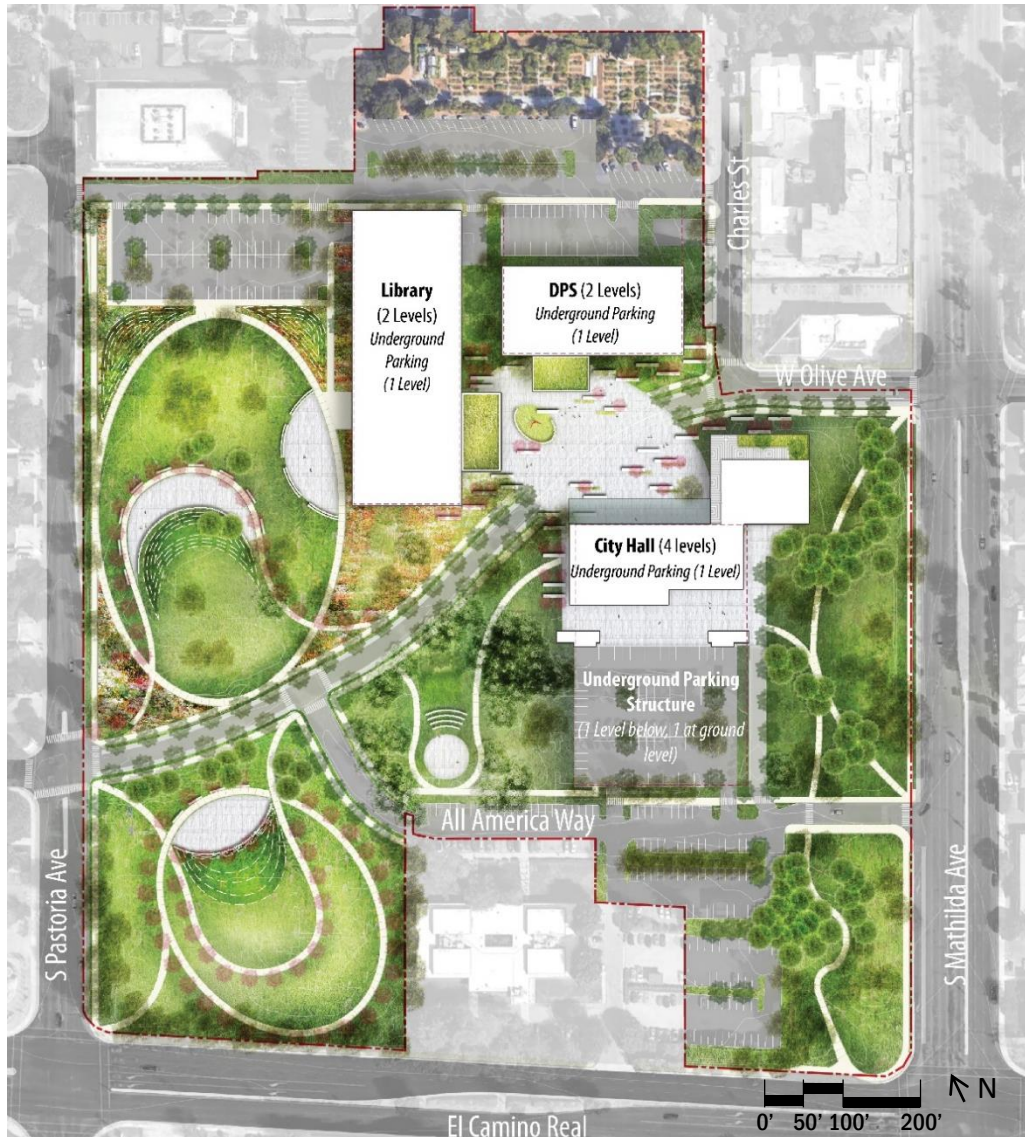 Charles St
Library
(2 Levels)
Underground
Parking
(1 Level)
DPS (2 Levels)
Underground Parking
(1 Level)
W Olive Ave
City Hall (4 levels)
Underground Parking (1 Level)
Underground Parking
Structure
(1 Level below, 1 at ground
level)
All America Way
S Pastoria Ave
S Mathilda Ave
N
0' 50' 100' 200'
El Camino Real